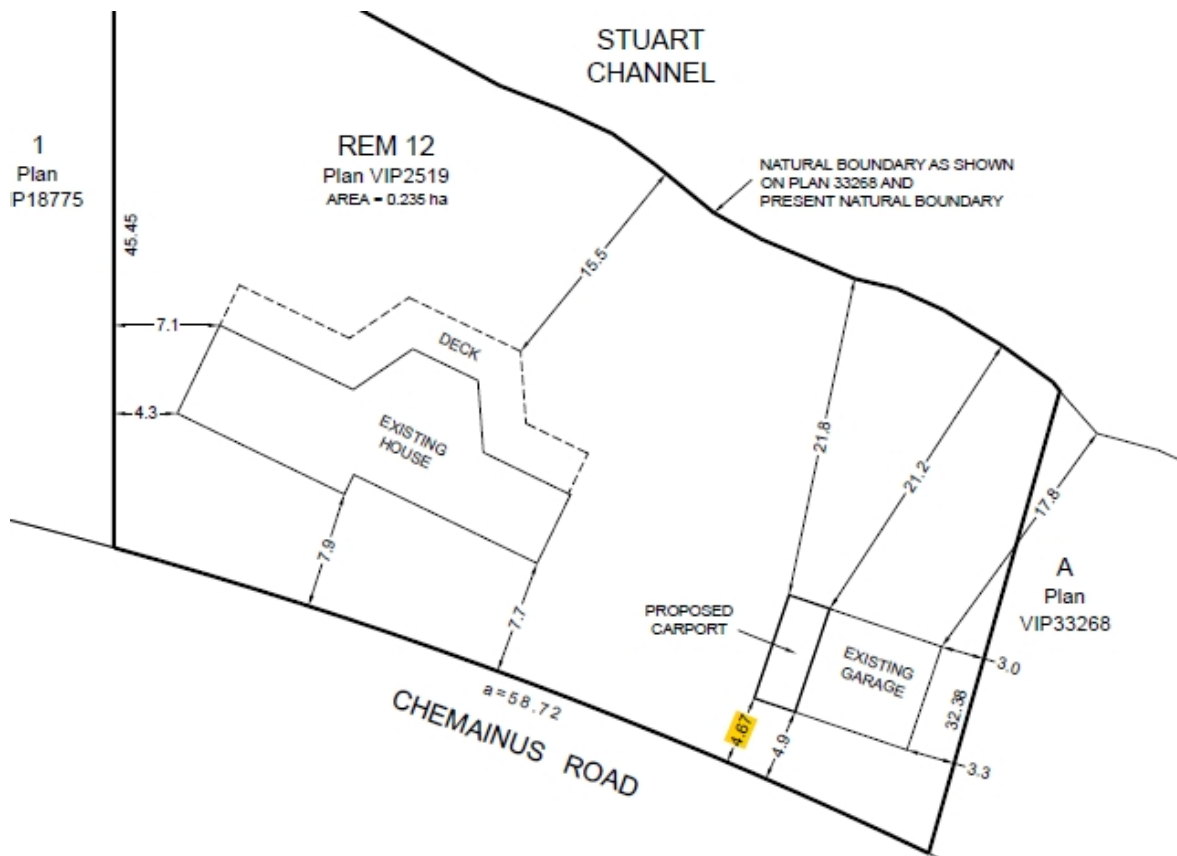 STUART
CHANNEL
1
Plan
IP18775
REM 12
Plan VIP2519
AREA = 0.235 ha
NATURAL BOUNDARY AS SHOWN
ON PLAN 33268 AND
PRESENT NATURAL BOUNDARY
45.45
15.5
7.1
DECK
4.3
EXISTING
HOUSE
21.8
21.2
17.8
7.9
7.7
A
Plan
VIP33268
PROPOSED
CARPORT
EXISTING
GARAGE
3.0
32.38
a=58.72
4.67
4.9
3.3
CHEMAINUS ROAD